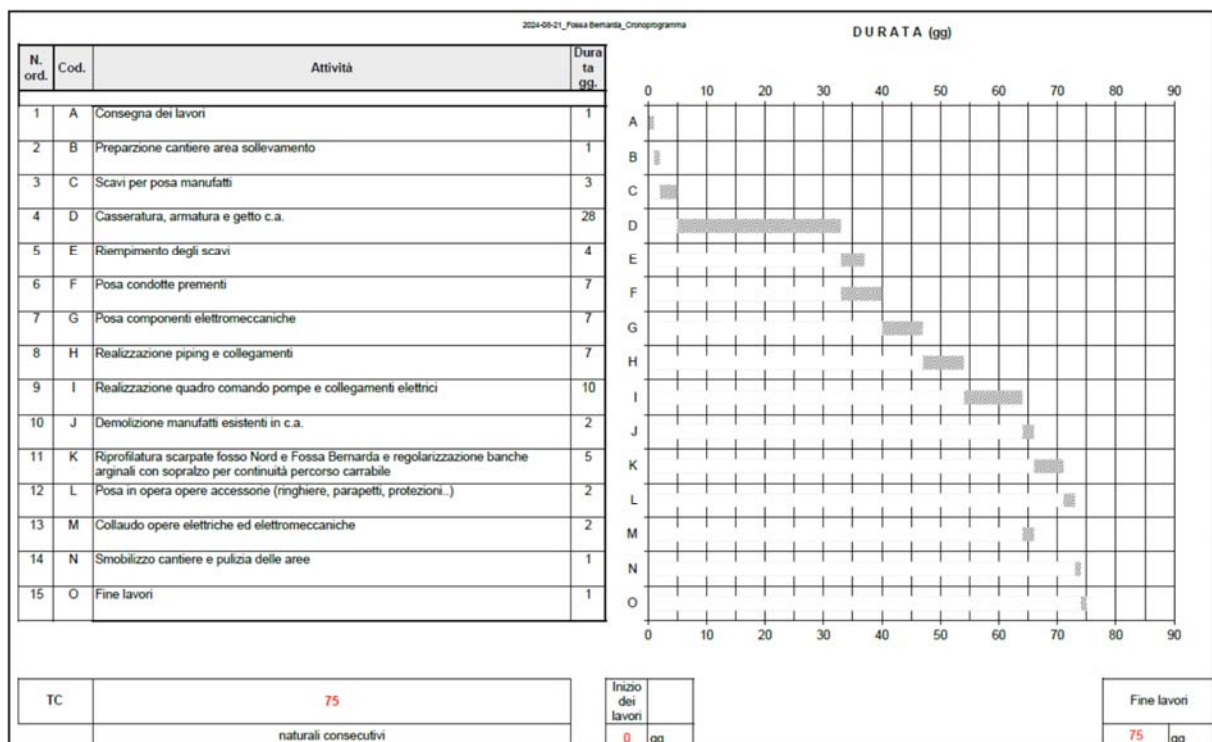 2024-08-21_Fossa Bernarda_Cronoprogramma
DURATA (gg)
N. ord. Cod. Attività Dura ta gg.
0 10 20 30 40 50 60 70 80 90
1 A Consegna dei lavori 1
2 B Preparzione cantiere area sollevamento 1
3 C Scavi per posa manufatti 3
4 D Casseratura, armatura e getto c.a. 28
5 E Riempimento degli scavi 4
6 F Posa condotte prementi 7
7 G Posa componenti elettromeccaniche 7
8 H Realizzazione piping e collegamenti 7
9 I Realizzazione quadro comando pompe e collegamenti elettrici 10
10 J Demolizione manufatti esistenti in c.a. 2
11 K Riprofilatura scarpate fosso Nord e Fossa Bernarda e regolarizzazione banche
arginali con sopralzo per continuità percorso carrabile 5
12 L Posa in opera opere accessorie (ringhiere, parapetti, protezioni..) 2
13 M Collaudo opere elettriche ed elettromeccaniche 2
14 N Smobilizzo cantiere e pulizia delle aree 1
15 O Fine lavori 1
A
B
C
D
E
F
G
H
I
J
K
L
M
N
O
0 10 20 30 40 50 60 70 80 90
TC 75
naturali consecutivi
Inizio
dei
lavori
0 gg
Fine lavori
75 gg